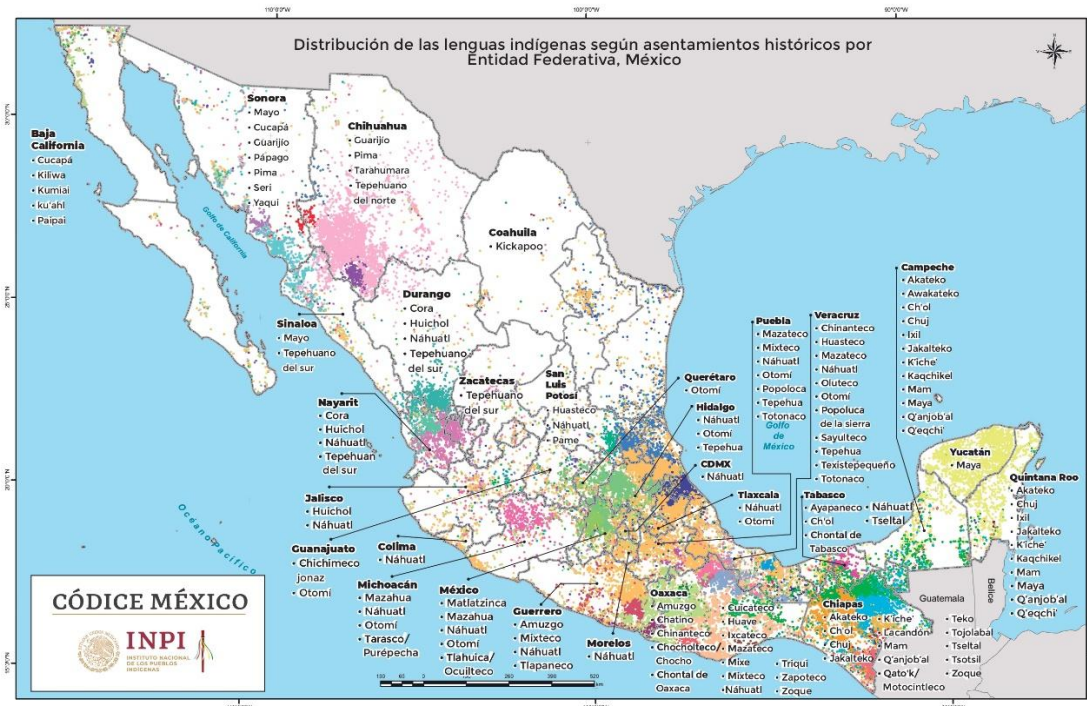 110°0'0"W
100°0'0"W
90°0'0"W
Distribución de las lenguas indígenas según asentamientos históricos por
Entidad Federativa, México
Baja
California
• Cucapá
• Kiliwa
• Kumiai
• ku'ahl
• Paipai
Sonora
• Mayo
• Cucapá
• Guarijío
• Pápago
• Pima
• Seri
• Yaqui
Chihuahua
• Guarijío
• Pima
• Tarahumara
• Tepehuano
del norte
Coahuila
• Kickapoo
Golfo de California
Sinaloa
• Mayo
• Tepehuano
del sur
Durango
• Cora
• Huichol
• Náhuatl
• Tepehuano
del sur
Zacatecas
• Tepehuano
del sur
San
Luis
Potosí
• Huasteco
• Náhuatl
• Pame
Nayarit
• Cora
• Huichol
• Náhuatl
• Tepehuan
del sur
Jalisco
• Huichol
• Náhuatl
Guanajuato
• Chichimeco
jonaz
• Otomí
Colima
• Náhuatl
Michoacán
• Mazahua
• Náhuatl
• Otomí
• Tarasco/
Purépecha
México
• Matlatzinca
• Mazahua
• Náhuatl
• Otomí
• Tlahuica/
Ocuilteco
Guerrero
• Amuzgo
• Mixteco
• Náhuatl
• Tlapaneco
Morelos
• Náhuatl
Querétaro
• Otomí
Hidalgo
• Náhuatl
• Otomí
• Tepehua
CDMX
• Náhuatl
Tlaxcala
• Náhuatl
• Otomí
Puebla
• Mazateco
• Mixteco
• Náhuatl
• Otomí
• Popoloca
• Tepehua
• Totonaco
Golfo
de
México
Veracruz
• Chinanteco
• Huasteco
• Mazateco
• Náhuatl
• Oluteco
• Otomí
• Popoluca
de la sierra
• Sayulteco
• Tepehua
• Texistepequeño
• Totonaco
Tabasco
• Ayapaneco
• Ch'ol
• Chontal de
Tabasco
• Náhuatl
• Tseltal
Campeche
• Akateko
• Awakateko
• Ch'ol
• Chuj
• Ixil
• Jakalteko
• K'iche'
• Kaqchikel
• Mam
• Maya
• Q'anjob'al
• Q'eqchi'
Yucatán
• Maya
Quintana Roo
• Akateko
• Chuj
• Ixil
• Jakalteko
• K'iche'
• Kaqchikel
• Mam
• Maya
• Q'anjob'al
• Q'eqchi'
Oaxaca
• Amuzgo
• Chatino
• Chinanteco
• Chocholteco/
Chocho
• Chontal de
Oaxaca
• Cuicateco
• Huave
• Ixcateco
• Mazateco
• Mixe
• Mixteco
• Náhuatl
• Triqui
• Zapoteco
• Zoque
Chiapas
• Akateko
• Ch'ol
• Chuj
• Jakalteko
• K'iche'
• Lacandón
• Mam
• Q'anjob'al
• Qato'k/
Motocintleco
• Teko
• Tojolabal
• Tseltal
• Tsotsil
• Zoque
Guatemala
Belice
Océano Pacífico
CÓDICE MÉXICO
INPI
INSTITUTO NACIONAL
DE LOS PUEBLOS
INDÍGENAS